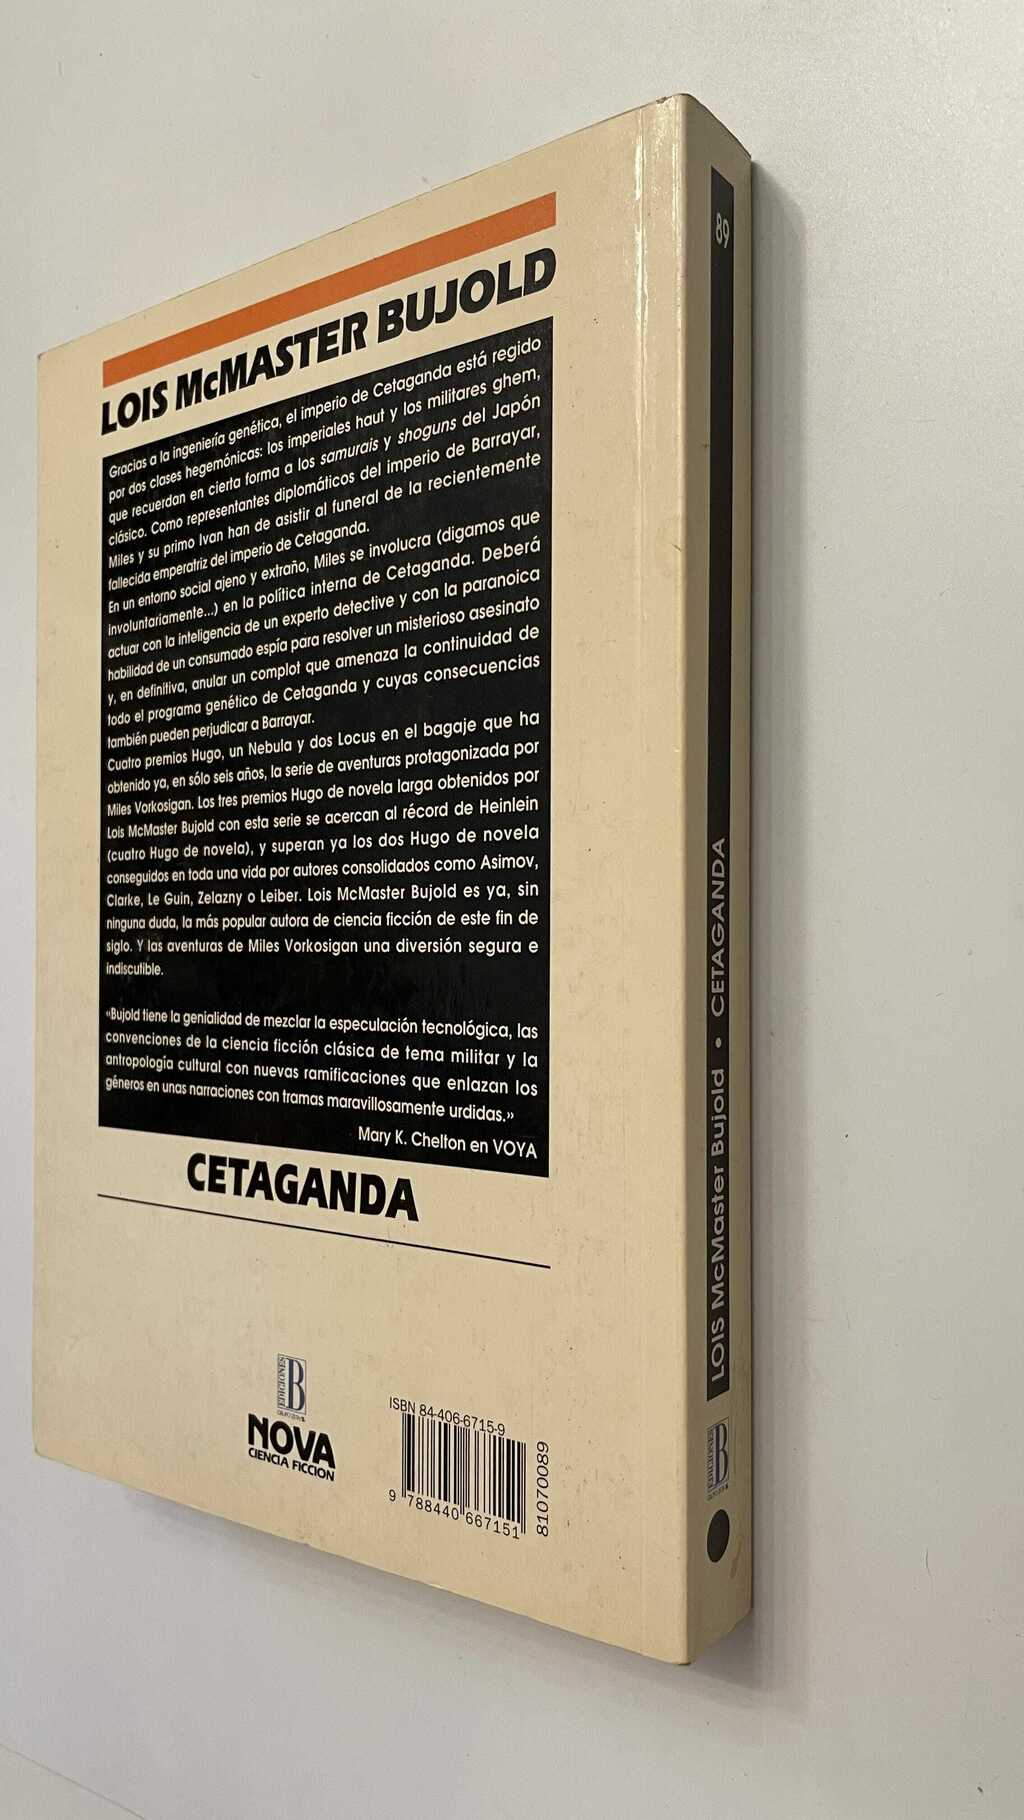 LOIS McMASTER BUJOLD
Gracias a la ingeniería genética, el imperio de Cetaganda está regido
por dos clases hegemónicas: los imperiales haut y los militares ghem,
que recuerdan en cierta forma a los samurais y shoguns del Japón
clásico. Como representantes diplomáticos del imperio de Barrayar,
Miles y su primo Ivan han de asistir al funeral de la recientemente
fallecida emperatriz del imperio de Cetaganda.
En un entorno social ajeno y extraño, Miles se involucra (digamos que
involuntariamente...) en la política interna de Cetaganda. Deberá
actuar con la inteligencia de un experto detective y con la paranoica
habilidad de un consumado espía para resolver un misterioso asesinato
y, en definitiva, anular un complot que amenaza la continuidad de
todo el programa genético de Cetaganda y cuyas consecuencias
también pueden perjudicar a Barrayar.
Cuatro premios Hugo, un Nebula y dos Locus en el bagaje que ha
obtenido ya, en sólo seis años, la serie de aventuras protagonizada por
Miles Vorkosigan. Los tres premios Hugo de novela larga obtenidos por
Lois McMaster Bujold con esta serie se acercan al récord de Heinlein
(cuatro Hugo de novela), y superan ya los dos Hugo de novela
conseguidos en toda una vida por autores consolidados como Asimov,
Clarke, Le Guin, Zelazny o Leiber. Lois McMaster Bujold es ya, sin
ninguna duda, la más popular autora de ciencia ficción de este fin de
siglo. Y las aventuras de Miles Vorkosigan una diversión segura e
indiscutible.
«Bujold tiene la genialidad de mezclar la especulación tecnológica, las
convenciones de la ciencia ficción clásica de tema militar y la
antropología cultural con nuevas ramificaciones que enlazan los
géneros en unas narraciones con tramas maravillosamente urdidas.»
Mary K. Chelton en VOYA
CETAGANDA
EDICIONES B
GRUPO ZETA
NOVA
CIENCIA FICCION
ISBN 84-406-6715-9
9 788440 667151
81070089
89
LOIS McMaster Bujold • CETAGANDA
EDICIONES B